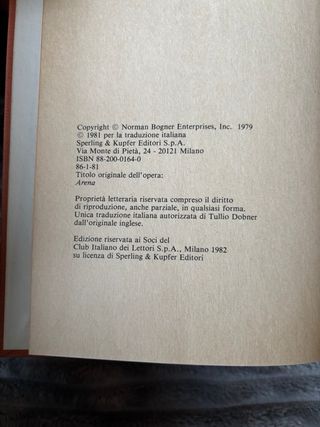 Copyright © Norman Bogner Enterprises, Inc. 1979
© 1981 per la traduzione italiana
Sperling & Kupfer Editori S.p.A.
Via Monte di Pietà, 24 - 20121 Milano
ISBN 88-200-0164-0
86-1-81
Titolo originale dell'opera:
Arena
Proprietà letteraria riservata compreso il diritto
di riproduzione, anche parziale, in qualsiasi forma.
Unica traduzione italiana autorizzata di Tullio Dobner
dall'originale inglese.
Edizione riservata ai Soci del
Club Italiano dei Lettori S.p.A., Milano 1982
su licenza di Sperling & Kupfer Editori